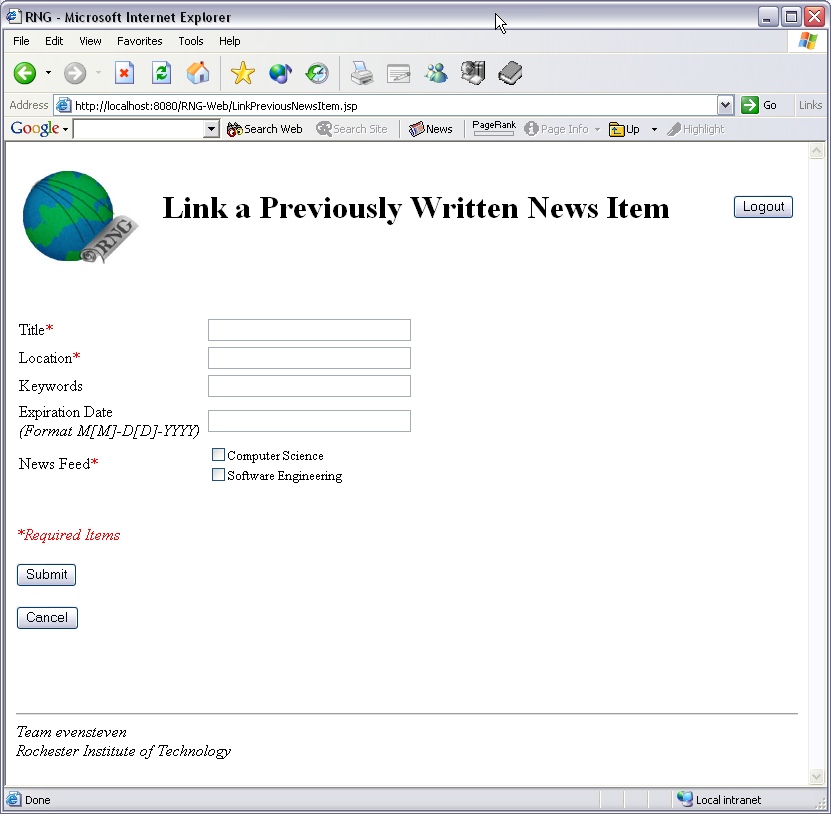 RNG - Microsoft Internet Explorer
File Edit View Favorites Tools Help
Address http://localhost:8080/RNG-Web/LinkPreviousNewsItem.jsp Go Links
Google Search Web Search Site News PageRank Page Info Up Highlight
RNG
Link a Previously Written News Item
Logout
Title*
Location*
Keywords
Expiration Date
(Format M[M]-D[D]-YYYY)
News Feed*
Computer Science
Software Engineering
*Required Items
Submit
Cancel
Team evensteven
Rochester Institute of Technology
Done Local intranet